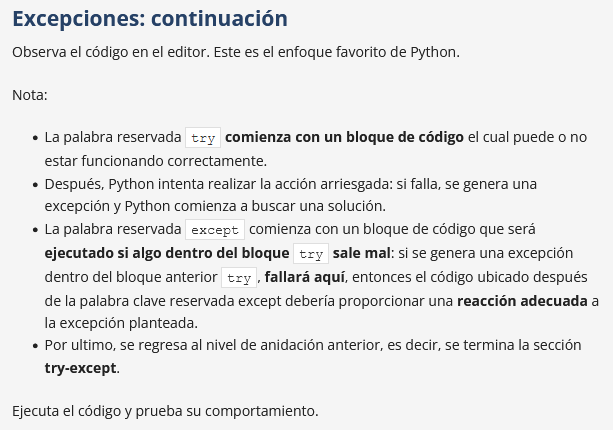 Excepciones: continuación
Observa el código en el editor. Este es el enfoque favorito de Python.
Nota:
• La palabra reservada try comienza con un bloque de código el cual puede o no
estar funcionando correctamente.
• Después, Python intenta realizar la acción arriesgada: si falla, se genera una
excepción y Python comienza a buscar una solución.
• La palabra reservada except comienza con un bloque de código que será
ejecutado si algo dentro del bloque try sale mal: si se genera una excepción
dentro del bloque anterior try, fallará aquí, entonces el código ubicado después
de la palabra clave reservada except debería proporcionar una reacción adecuada a
la excepción planteada.
• Por ultimo, se regresa al nivel de anidación anterior, es decir, se termina la sección
try-except.
Ejecuta el código y prueba su comportamiento.